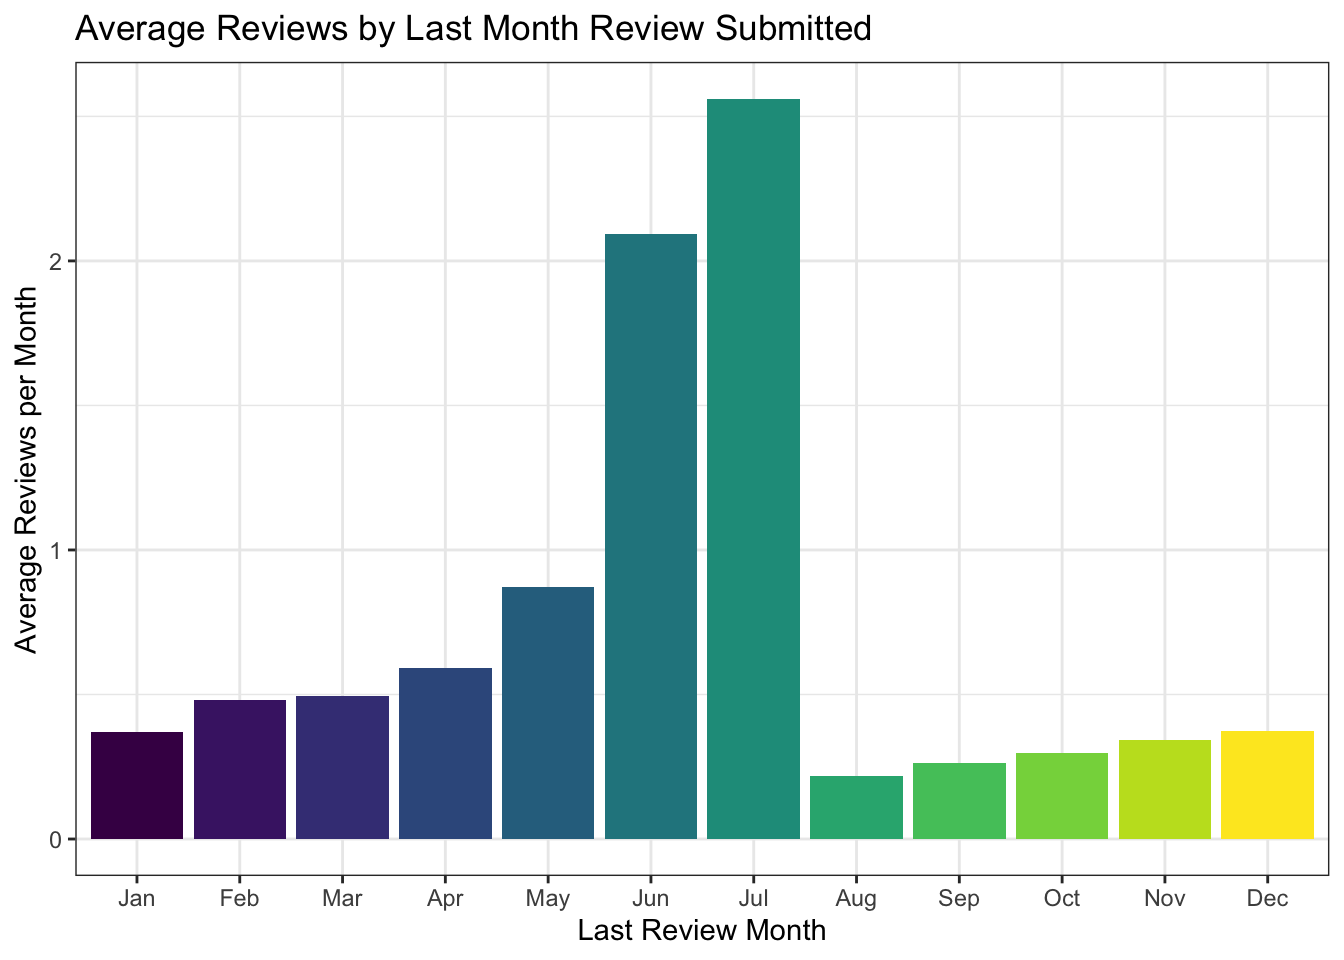 Average Reviews by Last Month Review Submitted
Average Reviews per Month
2
1
0
Jan Feb Mar Apr May Jun Jul Aug Sep Oct Nov Dec
Last Review Month